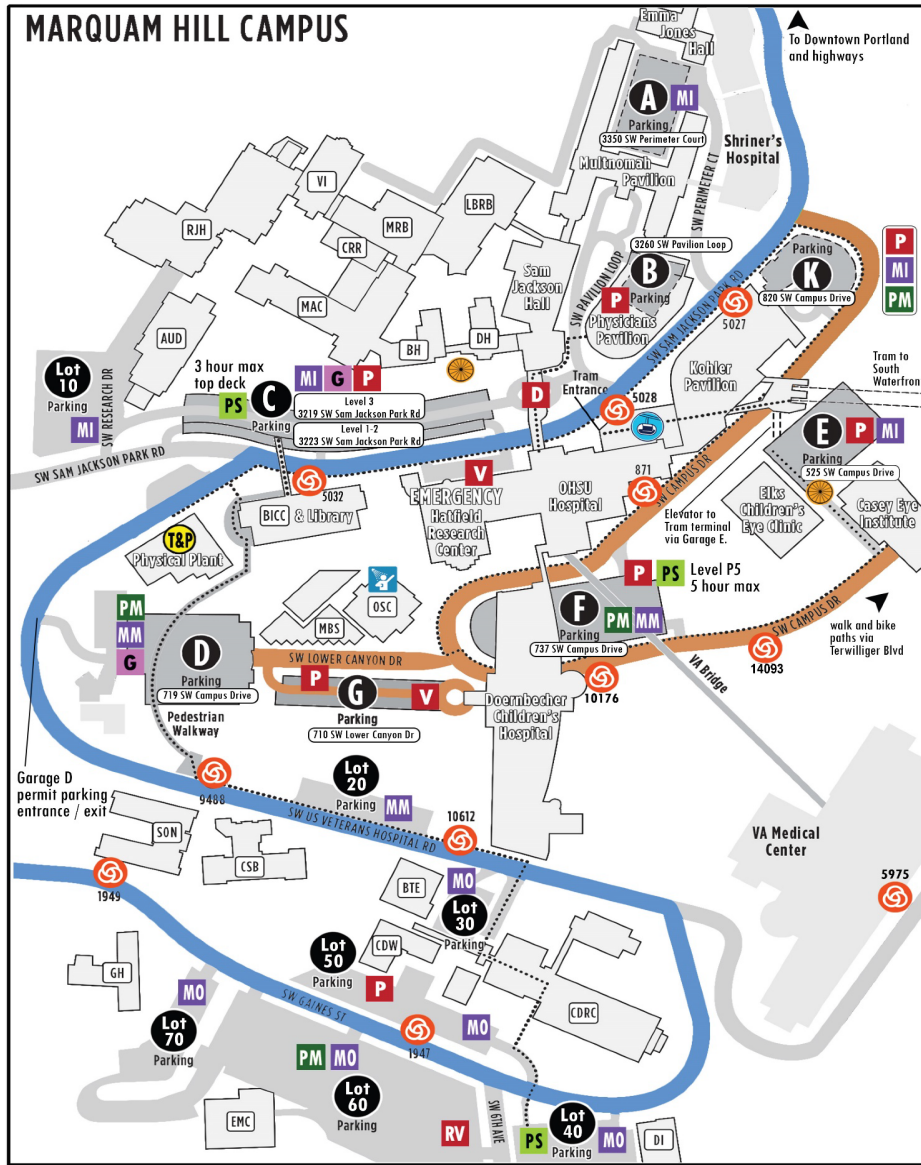 MARQUAM HILL CAMPUS
Emma
Jones
Hall
To Downtown Portland
and highways
A
MI
Parking
3350 SW Perimeter Court
Multnomah
Pavilion
Shriner's
Hospital
SW PERIMETER CT
VI
LBRB
RJH
MRB
CRR
MAC
Sam
Jackson
Hall
SW PAVILION LOOP
3260 SW Pavilion Loop
B
P
Parking
Physicians
Pavilion
Parking
K
820 SW Campus Drive
P
MI
PM
SW SAM JACKSON PARK RD
5027
AUD
BH
DH
Lot
10
Parking
MI
SW RESEARCH DR
3 hour max
top deck
PS
C
Parking
MI
G
P
Level 3
3219 SW Sam Jackson Park Rd
Level 1-2
3223 SW Sam Jackson Park Rd
D
Tram
Entrance
5028
Kohler
Pavilion
Tram to
South
Waterfront
E
P
MI
Parking
525 SW Campus Drive
SW SAM JACKSON PARK RD
5032
BICC
& Library
V
EMERGENCY
Hatfield
Research
Center
OHSU
Hospital
871
SW CAMPUS DR
Elevator to
Tram terminal
via Garage E.
Elks
Children's
Eye Clinic
Casey Eye
Institute
T&P
Physical Plant
OSC
MBS
P
PS
Level P5
5 hour max
F
Parking
PM
MM
737 SW Campus Drive
SW CAMPUS DR
walk and bike
paths via
Terwilliger Blvd
PM
MM
G
D
Parking
719 SW Campus Drive
SW LOWER CANYON DR
P
G
V
Parking
710 SW Lower Canyon Dr
Doernbecher
Children's
Hospital
10176
14093
VA Bridge
Pedestrian
Walkway
Garage D
permit parking
entrance / exit
9488
Lot
20
Parking
MM
SW US VETERANS HOSPITAL RD
10612
VA Medical
Center
5975
SON
CSB
1949
BTE
MO
Lot
30
Parking
CDW
Lot
50
Parking
P
CDRC
GH
MO
Lot
70
Parking
SW GAINES ST
MO
1947
PM
MO
Lot
60
Parking
EMC
RV
SW 6TH AVE
PS
Lot
40
Parking
MO
DI